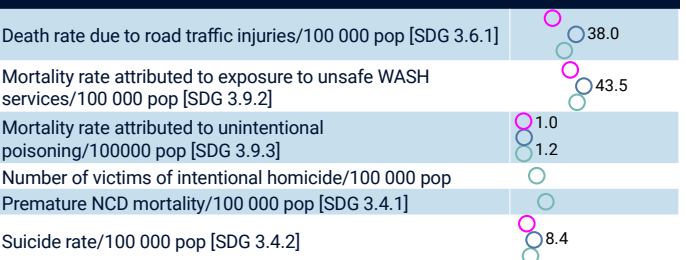 Death rate due to road traffic injuries/100 000 pop [SDG 3.6.1]
38.0
Mortality rate attributed to exposure to unsafe WASH
services/100 000 pop [SDG 3.9.2]
43.5
Mortality rate attributed to unintentional
poisoning/100000 pop [SDG 3.9.3]
1.0
1.2
Number of victims of intentional homicide/100 000 pop
Premature NCD mortality/100 000 pop [SDG 3.4.1]
Suicide rate/100 000 pop [SDG 3.4.2]
8.4